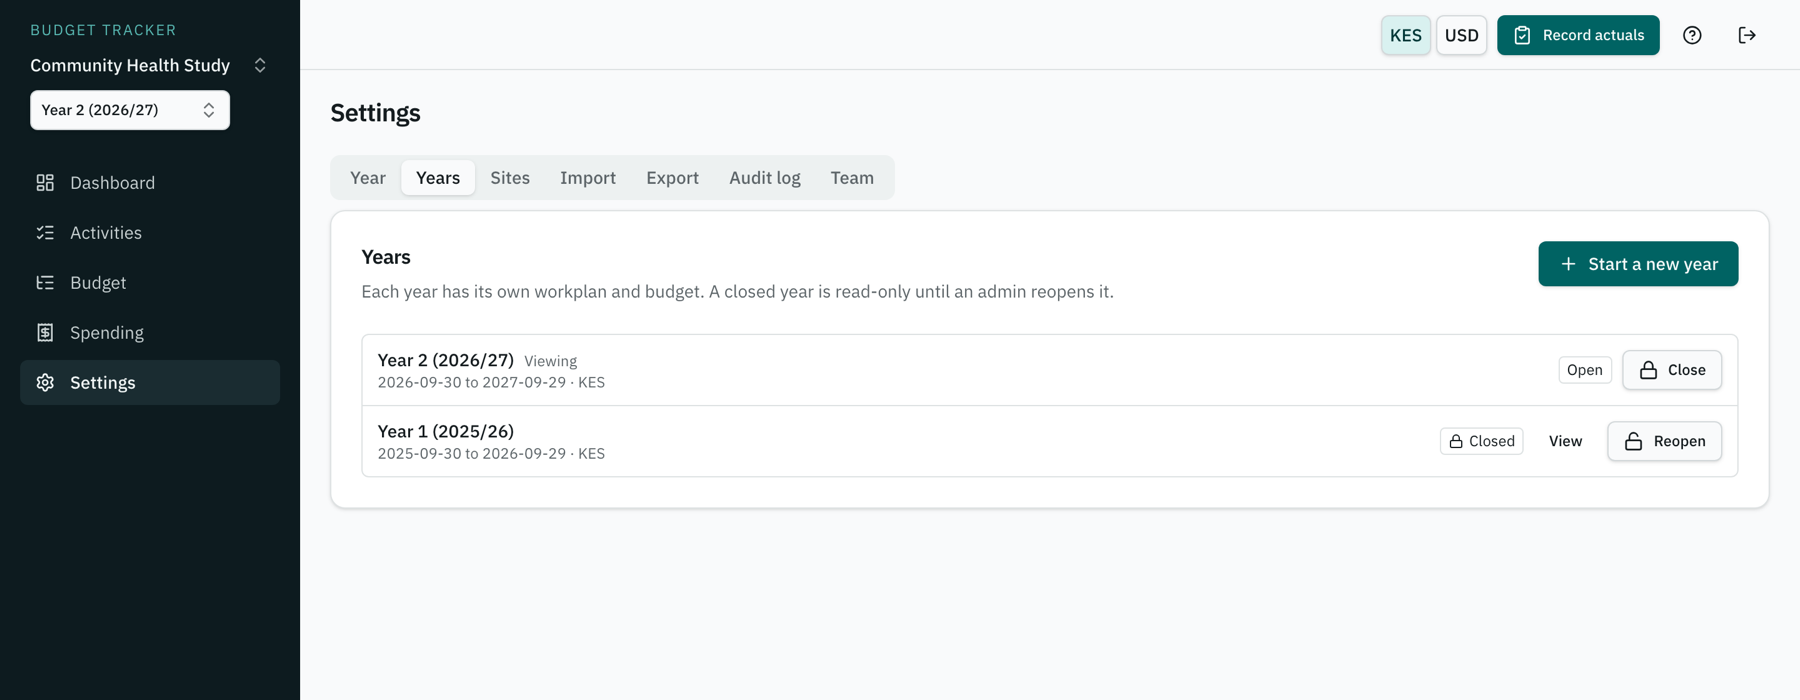 BUDGET TRACKER
Community Health Study
Year 2 (2026/27)
Dashboard
Activities
Budget
Spending
Settings
KES USD Record actuals
Settings
Year Years Sites Import Export Audit log Team
Years
Start a new year
Each year has its own workplan and budget. A closed year is read-only until an admin reopens it.
Year 2 (2026/27) Viewing
2026-09-30 to 2027-09-29 · KES
Open Close
Year 1 (2025/26)
2025-09-30 to 2026-09-29 · KES
Closed View Reopen